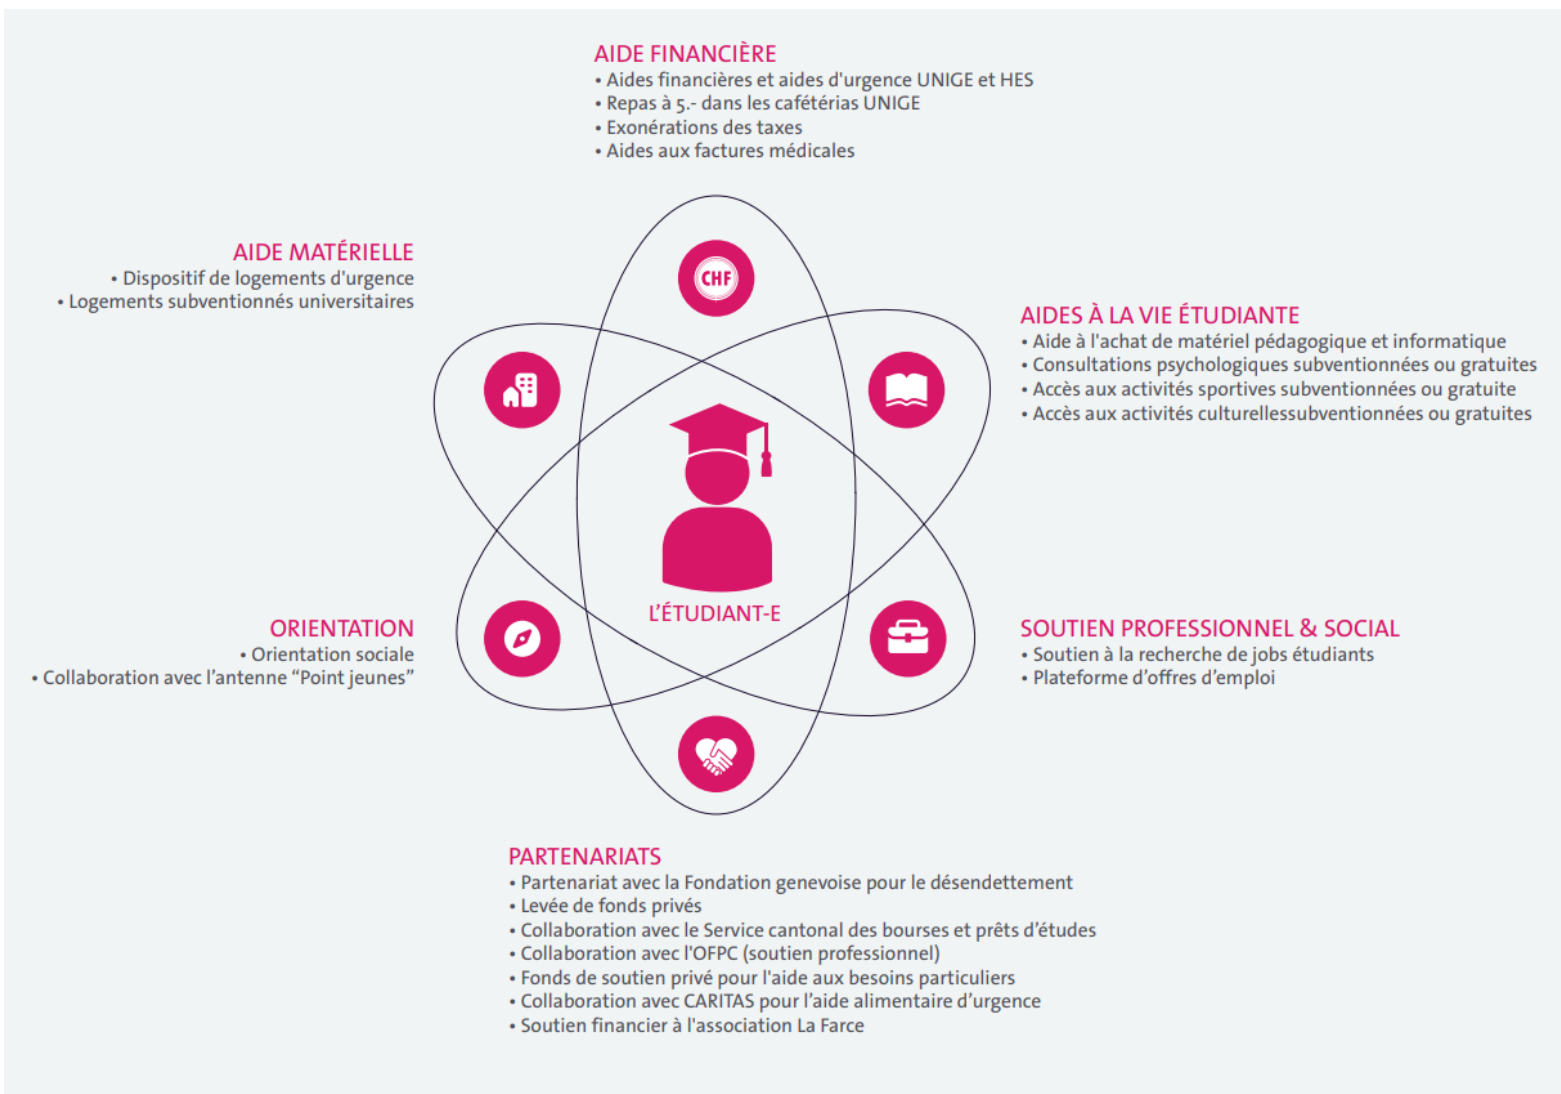 AIDE FINANCIÈRE
• Aides financières et aides d'urgence UNIGE et HES
• Repas à 5.- dans les cafétérias UNIGE
• Exonérations des taxes
• Aides aux factures médicales
AIDE MATÉRIELLE
• Dispositif de logements d'urgence
• Logements subventionnés universitaires
CHF
AIDES À LA VIE ÉTUDIANTE
• Aide à l'achat de matériel pédagogique et informatique
• Consultations psychologiques subventionnées ou gratuites
• Accès aux activités sportives subventionnées ou gratuite
• Accès aux activités culturellessubventionnées ou gratuites
L'ÉTUDIANT-E
ORIENTATION
• Orientation sociale
• Collaboration avec l’antenne “Point jeunes”
SOUTIEN PROFESSIONNEL & SOCIAL
• Soutien à la recherche de jobs étudiants
• Plateforme d’offres d’emploi
PARTENARIATS
• Partenariat avec la Fondation genevoise pour le désendettement
• Levée de fonds privés
• Collaboration avec le Service cantonal des bourses et prêts d’études
• Collaboration avec l'OFPC (soutien professionnel)
• Fonds de soutien privé pour l'aide aux besoins particuliers
• Collaboration avec CARITAS pour l’aide alimentaire d’urgence
• Soutien financier à l'association La Farce